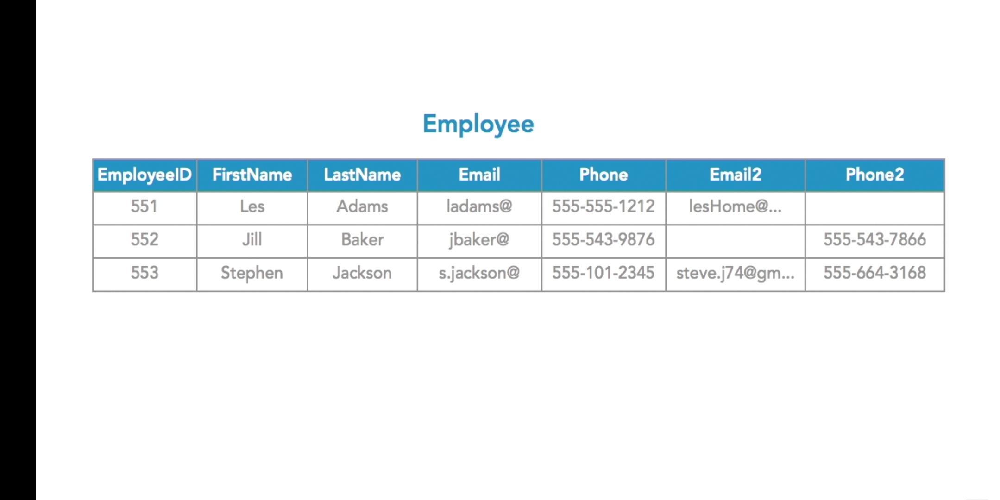 Employee
EmployeeID FirstName LastName Email Phone Email2 Phone2
551 Les Adams ladams@ 555-555-1212 lesHome@...
552 Jill Baker jbaker@ 555-543-9876 555-543-7866
553 Stephen Jackson s.jackson@ 555-101-2345 steve.j74@gm... 555-664-3168